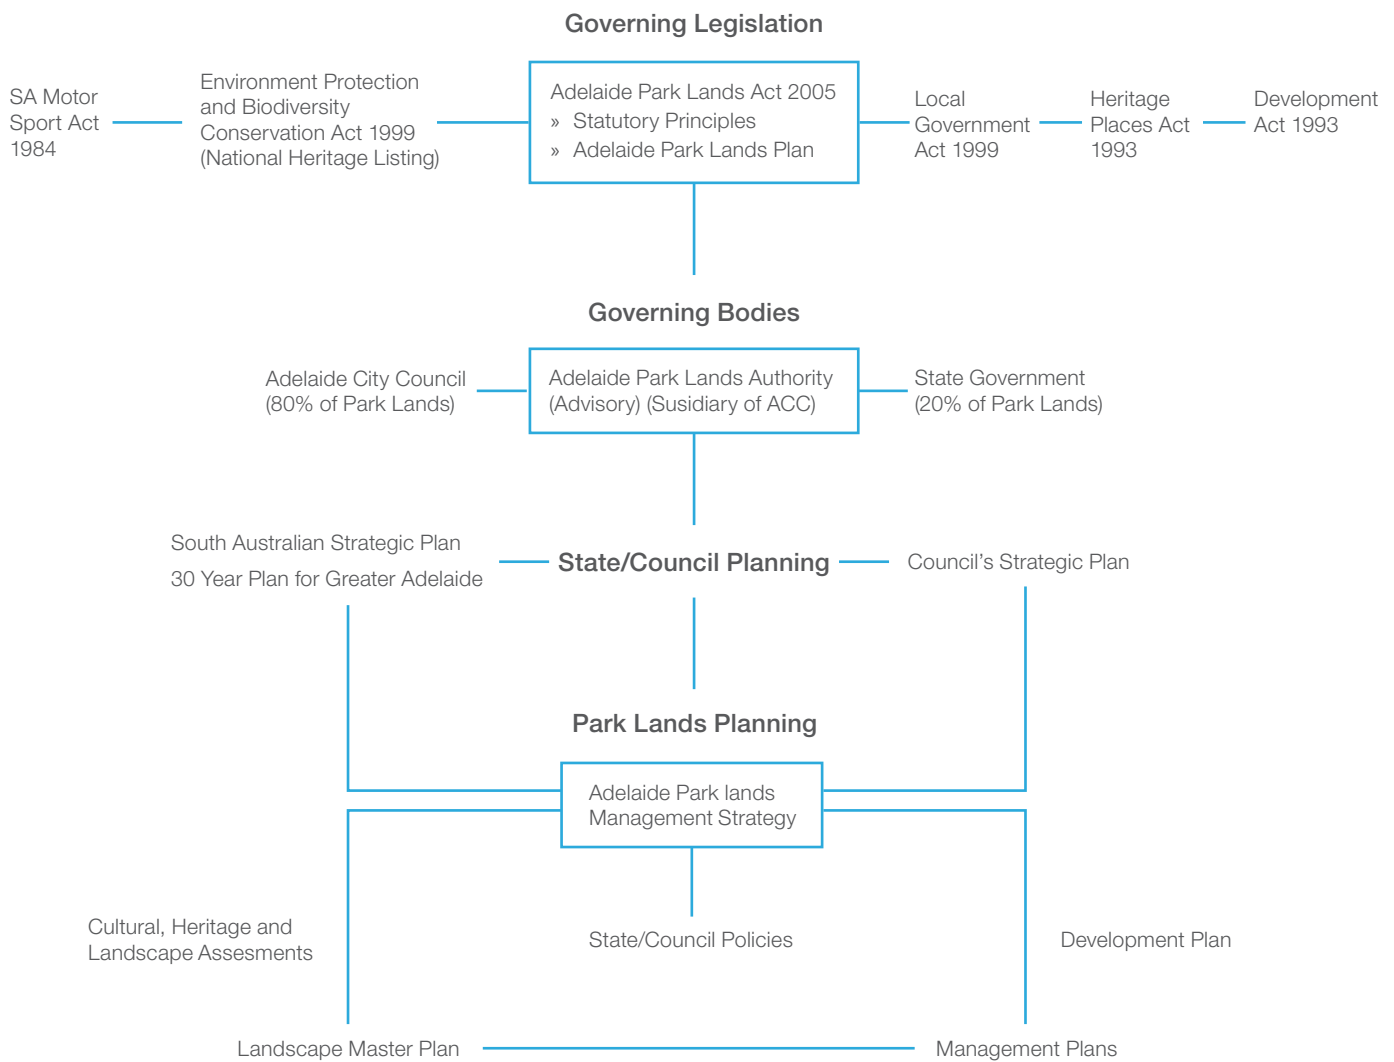 Governing Legislation
SA Motor
Sport Act
1984
Environment Protection
and Biodiversity
Conservation Act 1999
(National Heritage Listing)
Adelaide Park Lands Act 2005
» Statutory Principles
» Adelaide Park Lands Plan
Local
Government
Act 1999
Heritage
Places Act
1993
Development
Act 1993
Governing Bodies
Adelaide City Council
(80% of Park Lands)
Adelaide Park Lands Authority
(Advisory) (Susidiary of ACC)
State Government
(20% of Park Lands)
South Australian Strategic Plan
30 Year Plan for Greater Adelaide
State/Council Planning
Council’s Strategic Plan
Park Lands Planning
Adelaide Park lands
Management Strategy
Cultural, Heritage and
Landscape Assesments
State/Council Policies
Development Plan
Landscape Master Plan
Management Plans